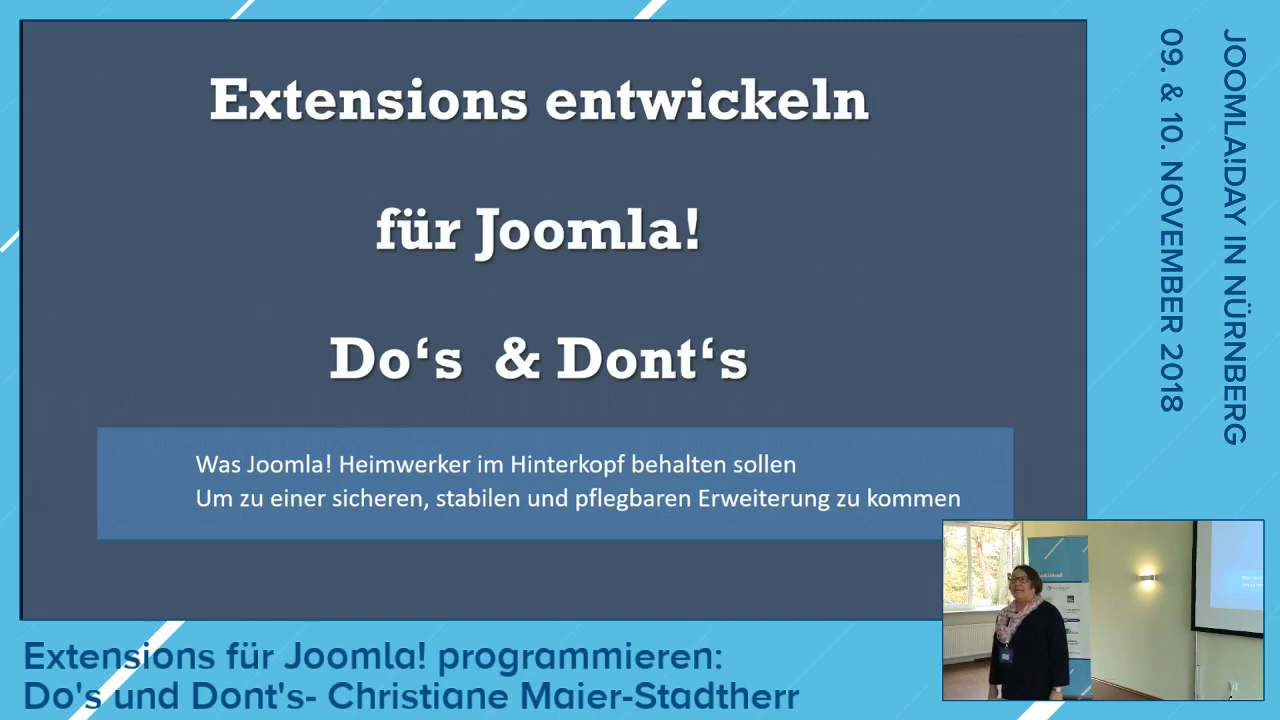 Extensions entwickeln
für Joomla!
Do‘s & Dont‘s
Was Joomla! Heimwerker im Hinterkopf behalten sollen
Um zu einer sicheren, stabilen und pflegbaren Erweiterung zu kommen
JOOMLA!DAY IN NÜRNBERG
09. & 10. NOVEMBER 2018
Extensions für Joomla! programmieren:
Do's und Dont's- Christiane Maier-Stadtherr